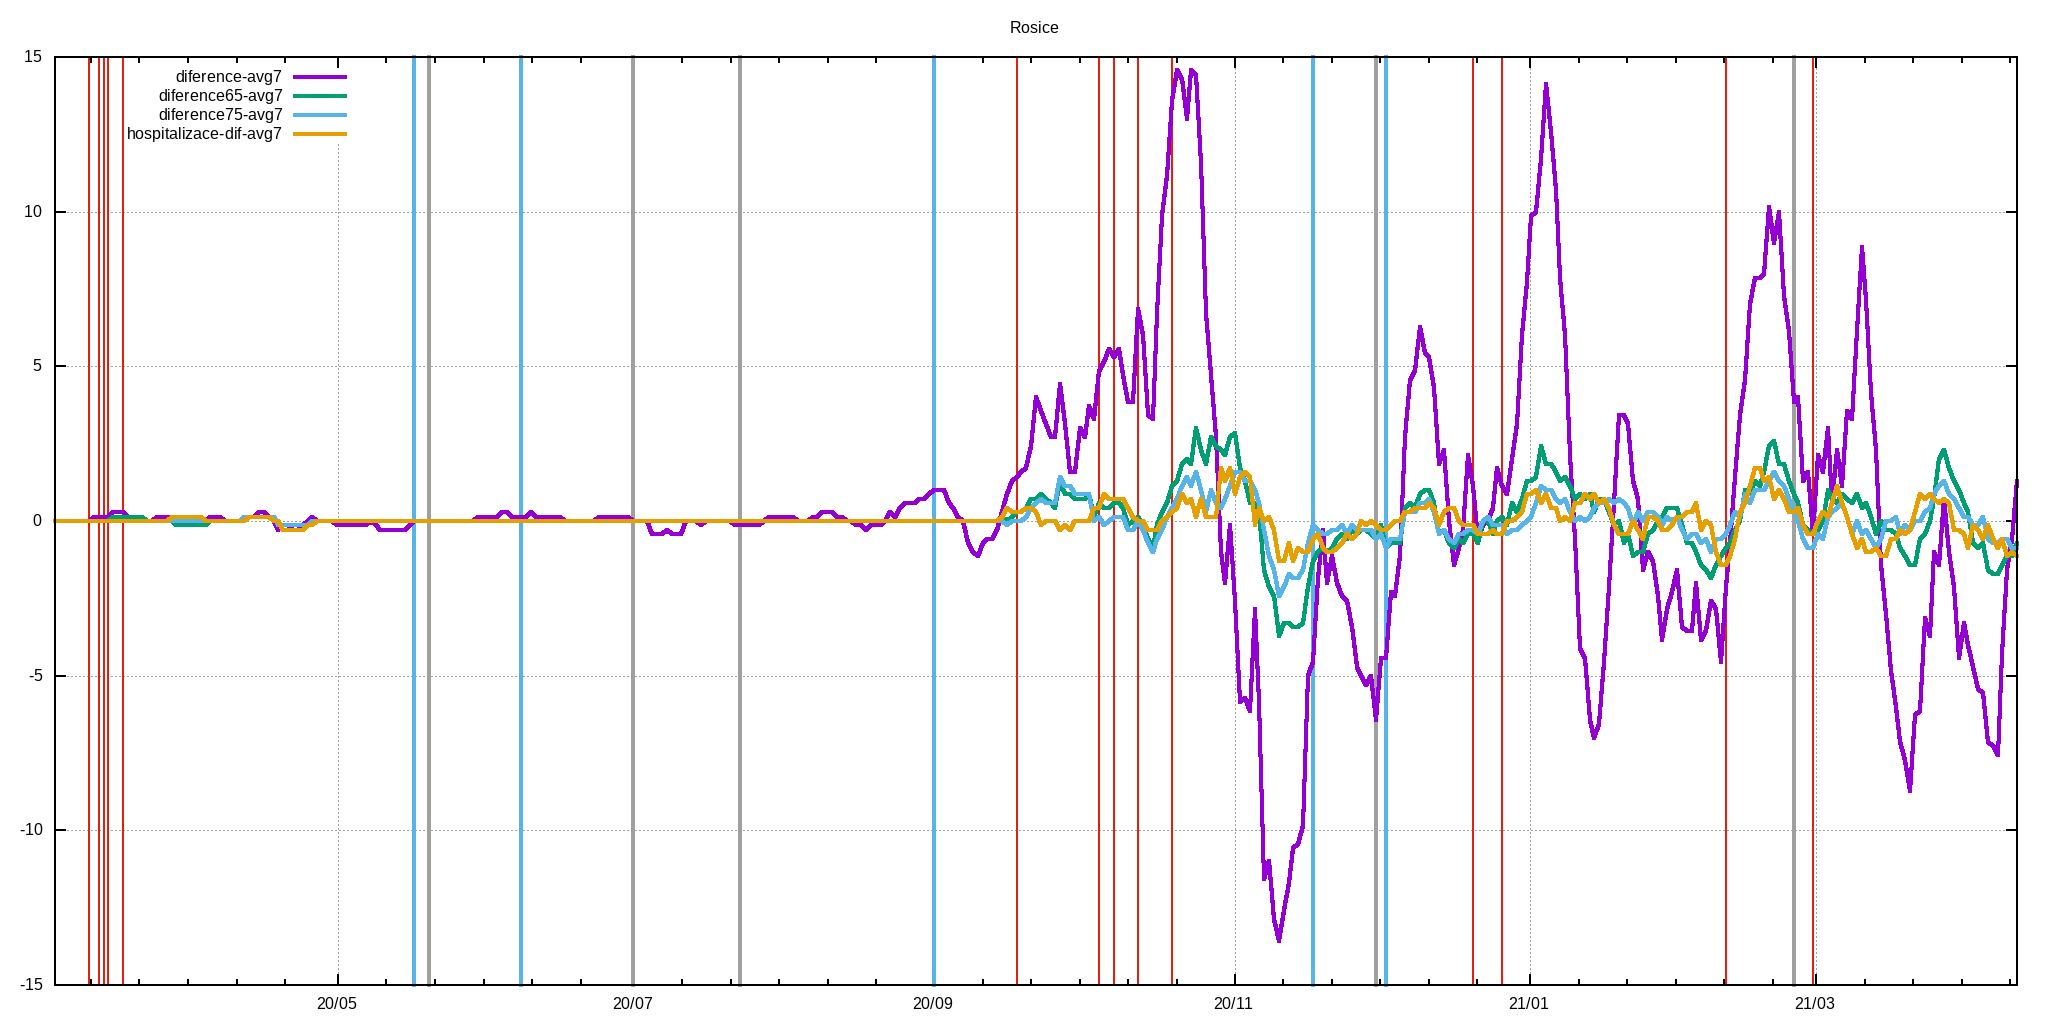 Rosice
15
diference-avg7
diference65-avg7
diference75-avg7
hospitalizace-dif-avg7
10
5
0
-5
-10
-15
20/05 20/07 20/09 20/11 21/01 21/03